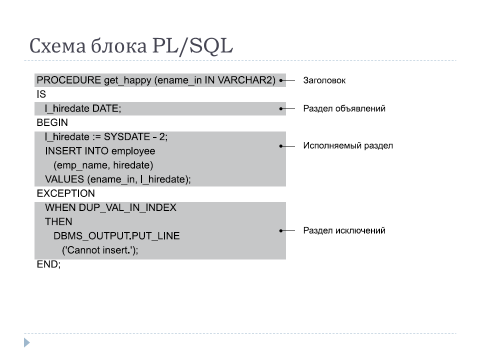 Схема блока PL/SQL
PROCEDURE get_happy (ename_in IN VARCHAR2)
Заголовок
IS
l_hiredate DATE;
Раздел объявлений
BEGIN
l_hiredate := SYSDATE - 2;
Исполняемый раздел
INSERT INTO employee
(emp_name, hiredate)
VALUES (ename_in, l_hiredate);
EXCEPTION
WHEN DUP_VAL_IN_INDEX
THEN
DBMS_OUTPUT.PUT_LINE
Раздел исключений
('Cannot insert.');
END;